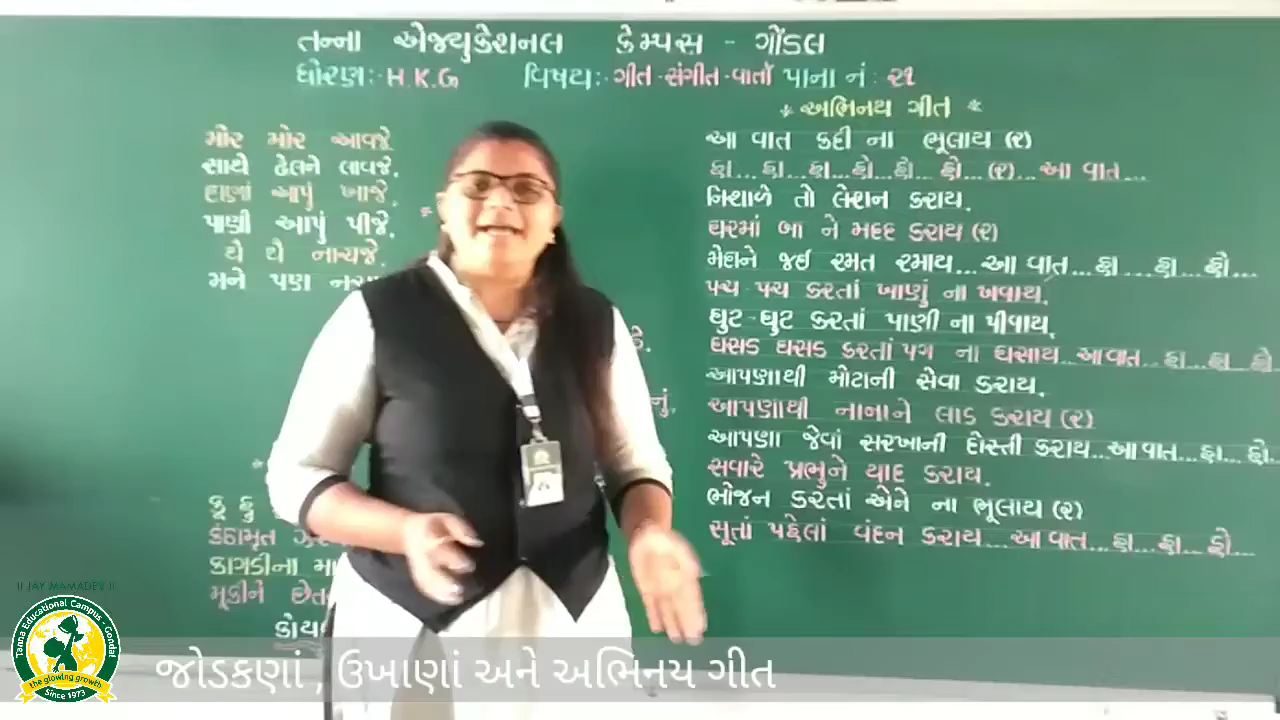 તન્ના એજ્યુકેશનલ કેમ્પસ - ગોંડલ
ધોરણ:- H.K.G વિષય:- ગીત-સંગીત-વાર્તા પાના નં: ૨૧
* અભિનય ગીત *
મોર મોર આવજે
સાથે ઢેલને લાવજે.
દાણાં આપું ખાજે.
પાણી આપું પીજે.
થૈ થૈ નાચજે.
મને પણ
કૂ કૂ
કાગડીના
મૂકીને
આ વાત કદી ના ભૂલાય (૨)
હા... હા... હા... હો... હો... હો... (૨)... આ વાત...
નિશાળે તો લેશન કરાય.
ઘરમાં બા ને મદદ કરાય (૨)
મેદાને જઈ રમત રમાય... આ વાત... હા... હા... હો...
પચ પચ કરતાં ખાણું ના ખવાય.
ઘુટ-ઘુટ કરતાં પાણી ના પીવાય.
ઘસડ ઘસડ કરતાં પગ ના ઘસાય... આ વાત... હા... હા... હો
આપણાથી મોટાની સેવા કરાય.
આપણાથી નાનાને લાડ કરાય (૨)
આપણા જેવાં સરખાની દોસ્તી કરાય... આ વાત... હા... હો..
સવારે પ્રભુને યાદ કરાય.
ભોજન કરતાં એને ના ભૂલાય (૨)
સૂતાં પહેલાં વંદન કરાય... આ વાત... હા... હા... હો...
|| JAY MAMADEV ||
Tanna Educational Campus - Gondal
the glowing growth
Since 1973
જોડકણાં , ઉખાણાં અને અભિનય ગીત